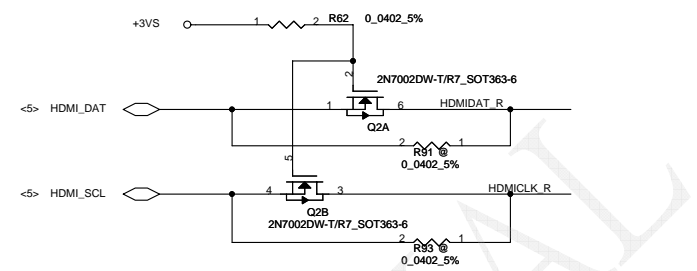 +3VS 1 2 R62 0_0402_5%
2
2N7002DW-T/R7_SOT363-6
<5> HDMI_DAT 1 6 HDMIDAT_R
Q2A
2 1
R91 @
0_0402_5%
5
<5> HDMI_SCL 4 3 HDMICLK_R
Q2B
2N7002DW-T/R7_SOT363-6
2 1
R93 @
0_0402_5%